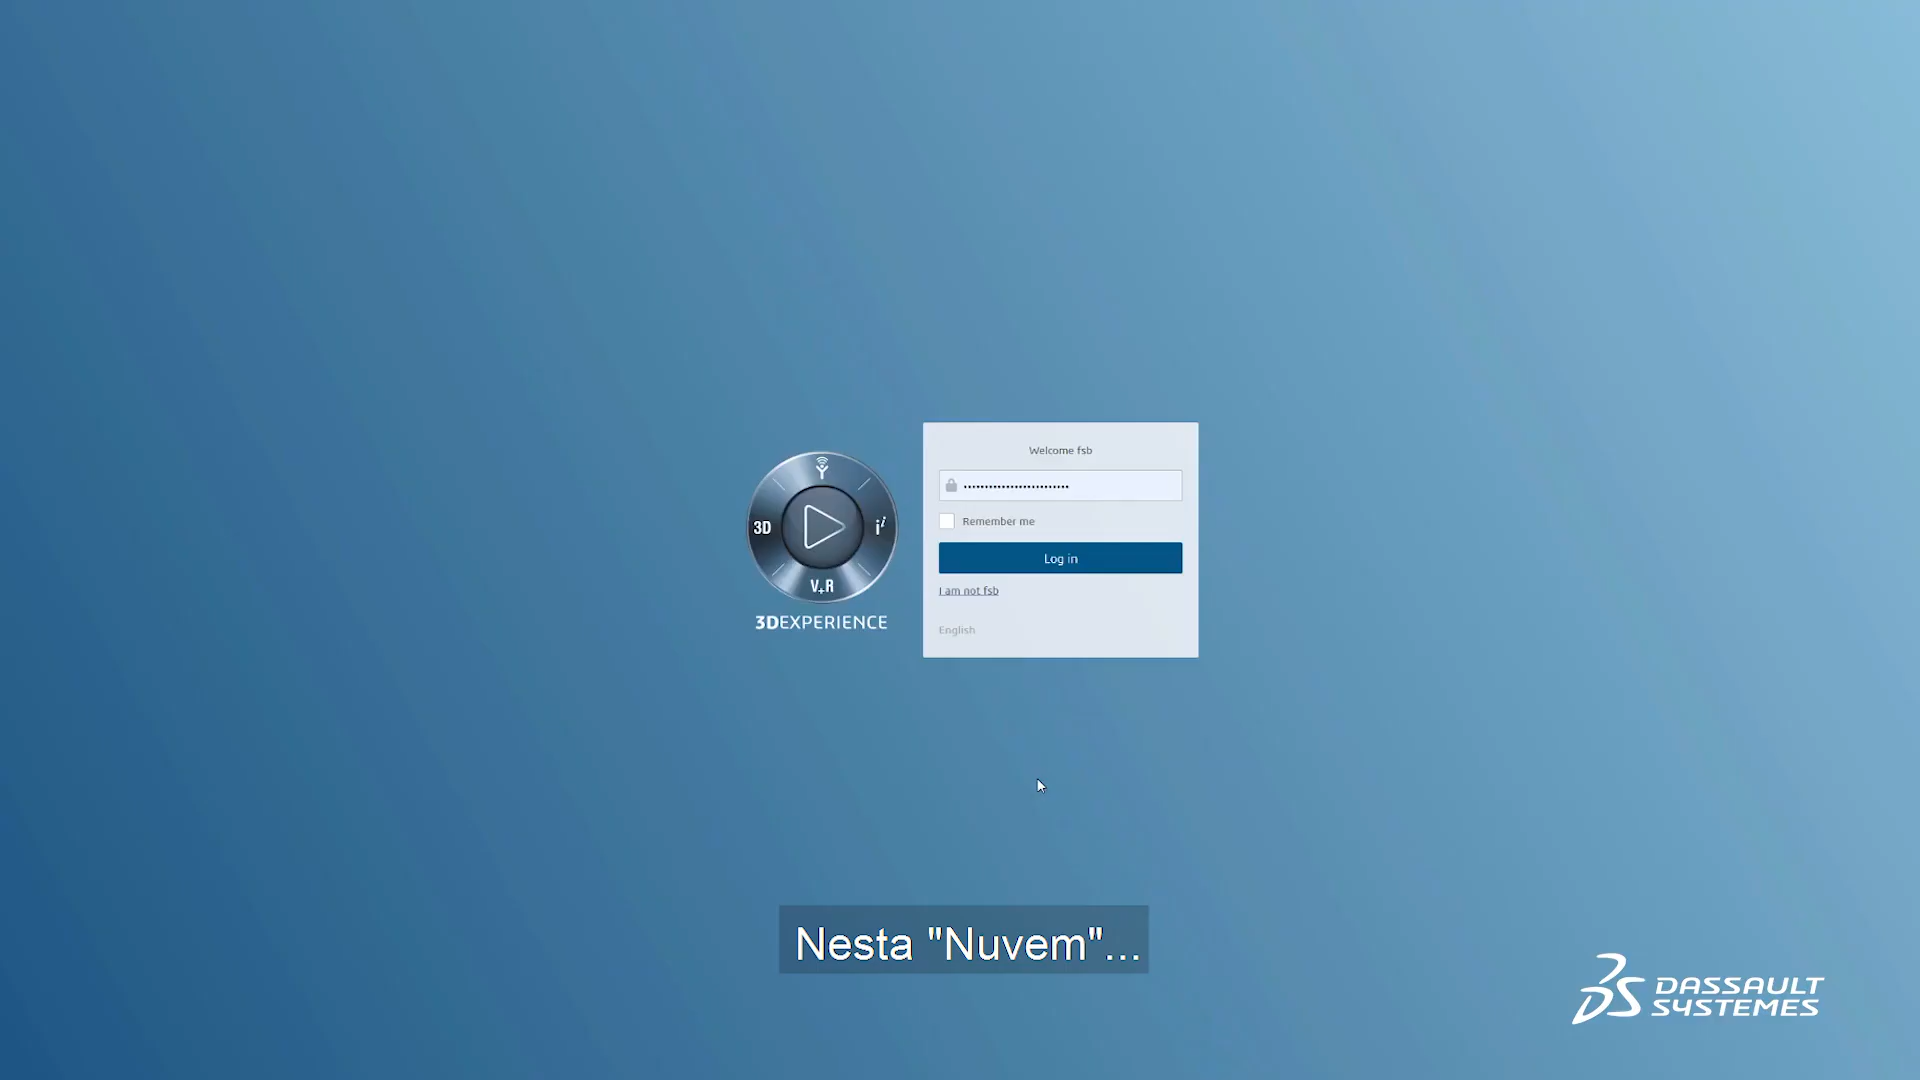 Welcome fsb
••••••••••••••••••••••••
Remember me
Log in
I am not fsb
English
3D
i
V+R
3DEXPERIENCE
Nesta "Nuvem"...
DASSAULT
SYSTEMES